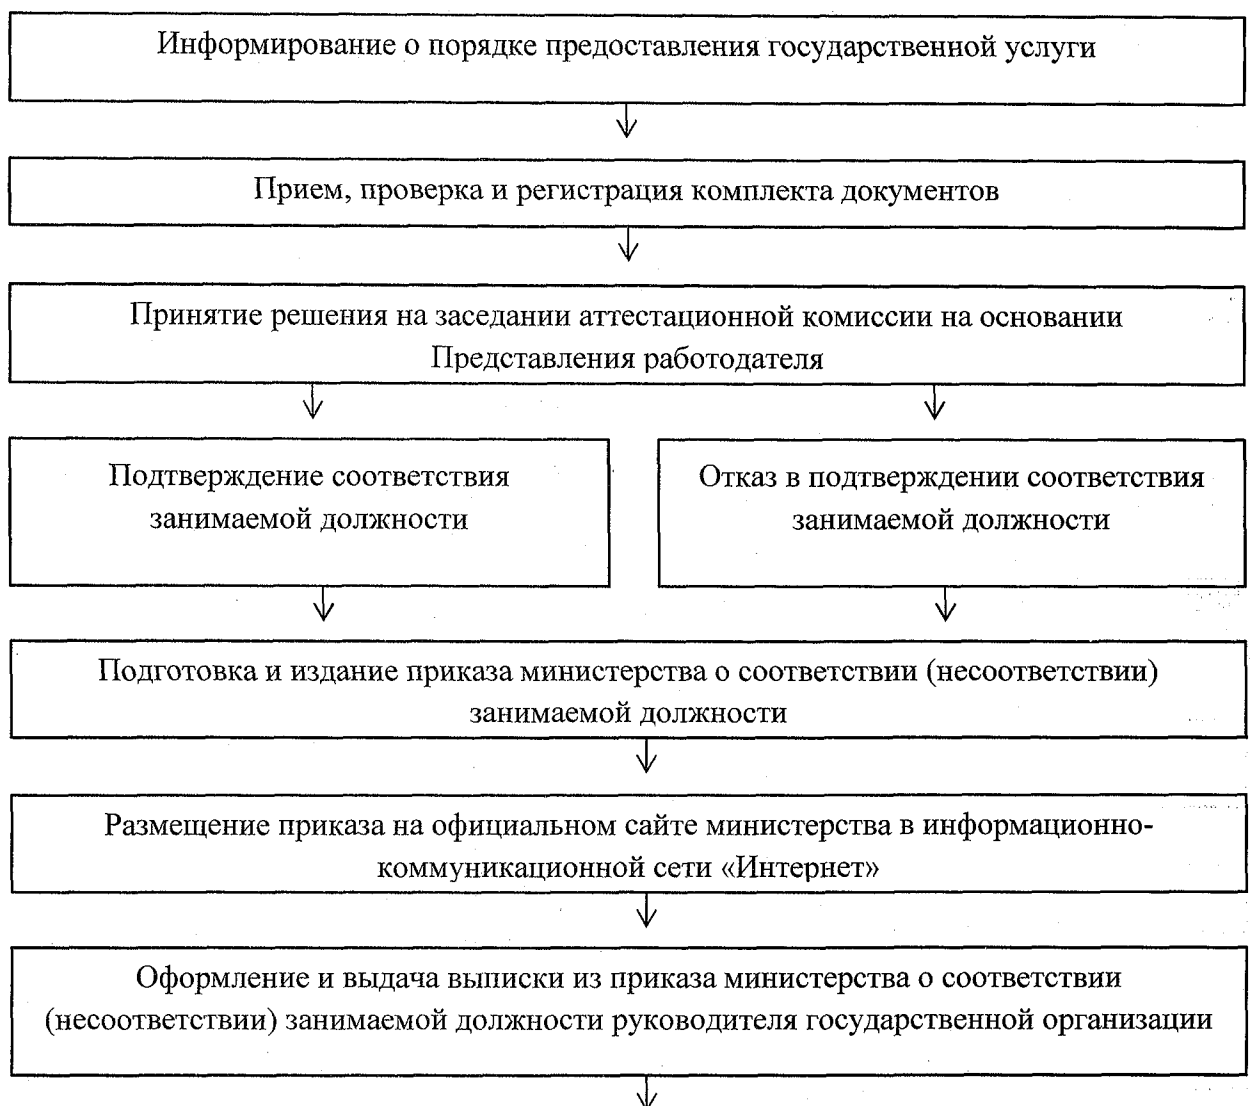 Информирование о порядке предоставления государственной услуги
Прием, проверка и регистрация комплекта документов
Принятие решения на заседании аттестационной комиссии на основании
Представления работодателя
Подтверждение соответствия
занимаемой должности
Отказ в подтверждении соответствия
занимаемой должности
Подготовка и издание приказа министерства о соответствии (несоответствии)
занимаемой должности
Размещение приказа на официальном сайте министерства в информационно-
коммуникационной сети «Интернет»
Оформление и выдача выписки из приказа министерства о соответствии
(несоответствии) занимаемой должности руководителя государственной организации